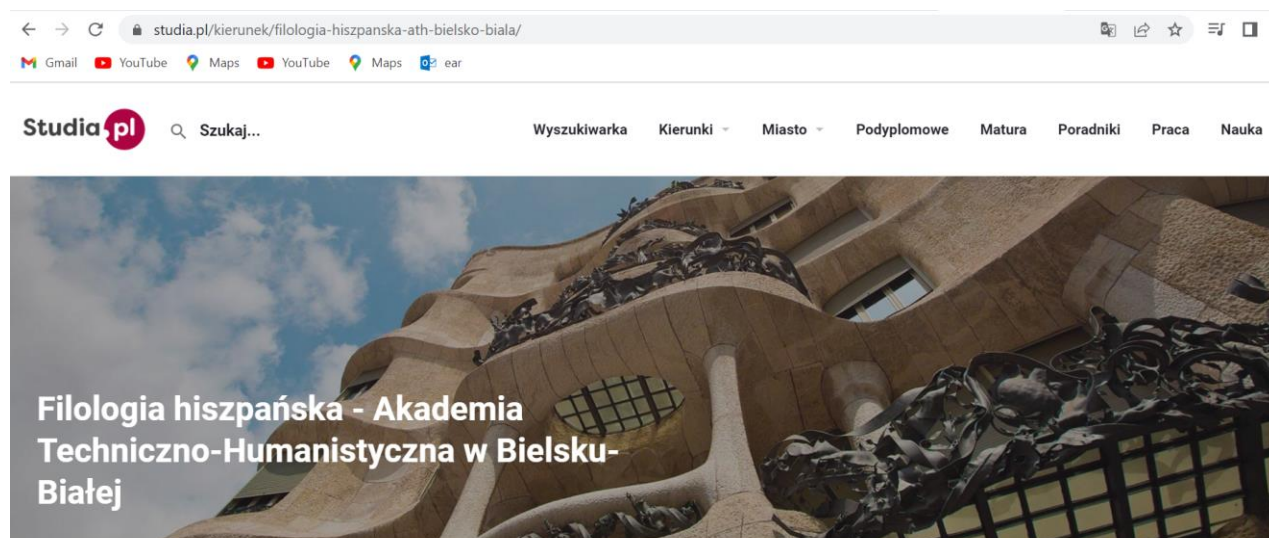 studia.pl/kierunek/filologia-hiszpanska-ath-bielsko-biala/
Gmail YouTube Maps YouTube Maps ear
Studia.pl Szukaj... Wyszukiwarka Kierunki Miasto Podyplomowe Matura Poradniki Praca Nauka
Filologia hiszpańska - Akademia
Techniczno-Humanistyczna w Bielsku-
Białej